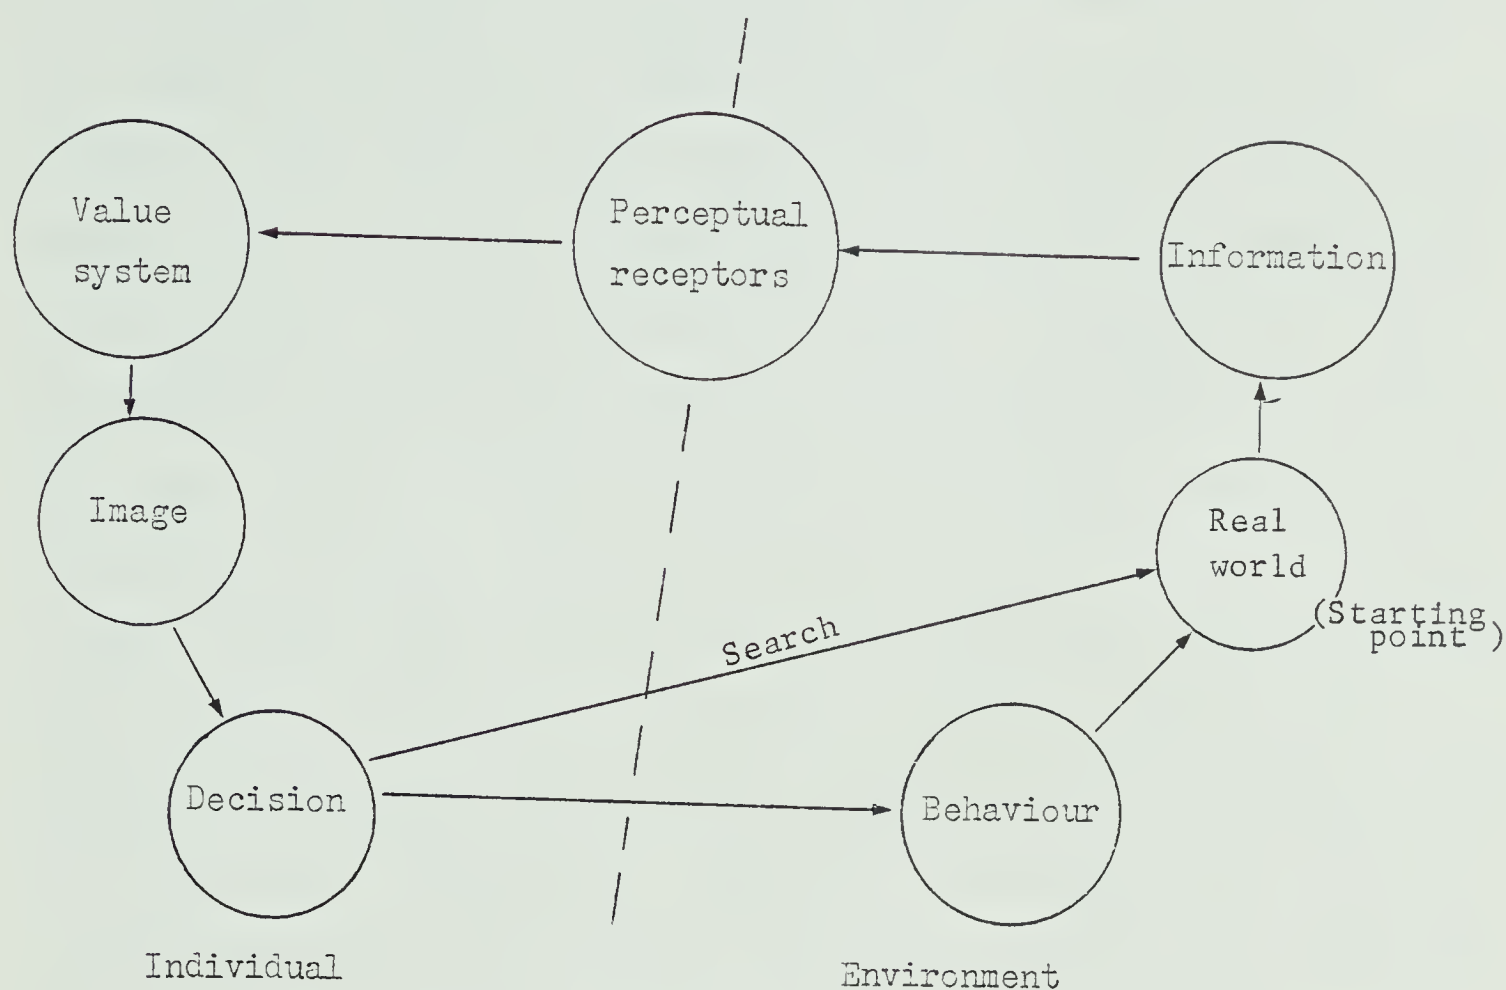 Value
system
Perceptual
receptors
Information
Image
Real
world
(Starting
point)
Search
Decision
Behaviour
Individual
Environment